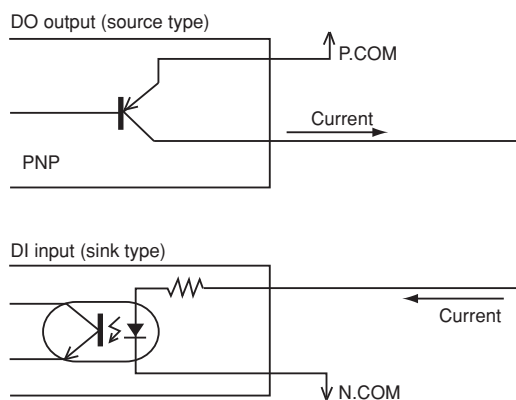 DO output (source type)
P.COM
Current
PNP
DI input (sink type)
Current
N.COM